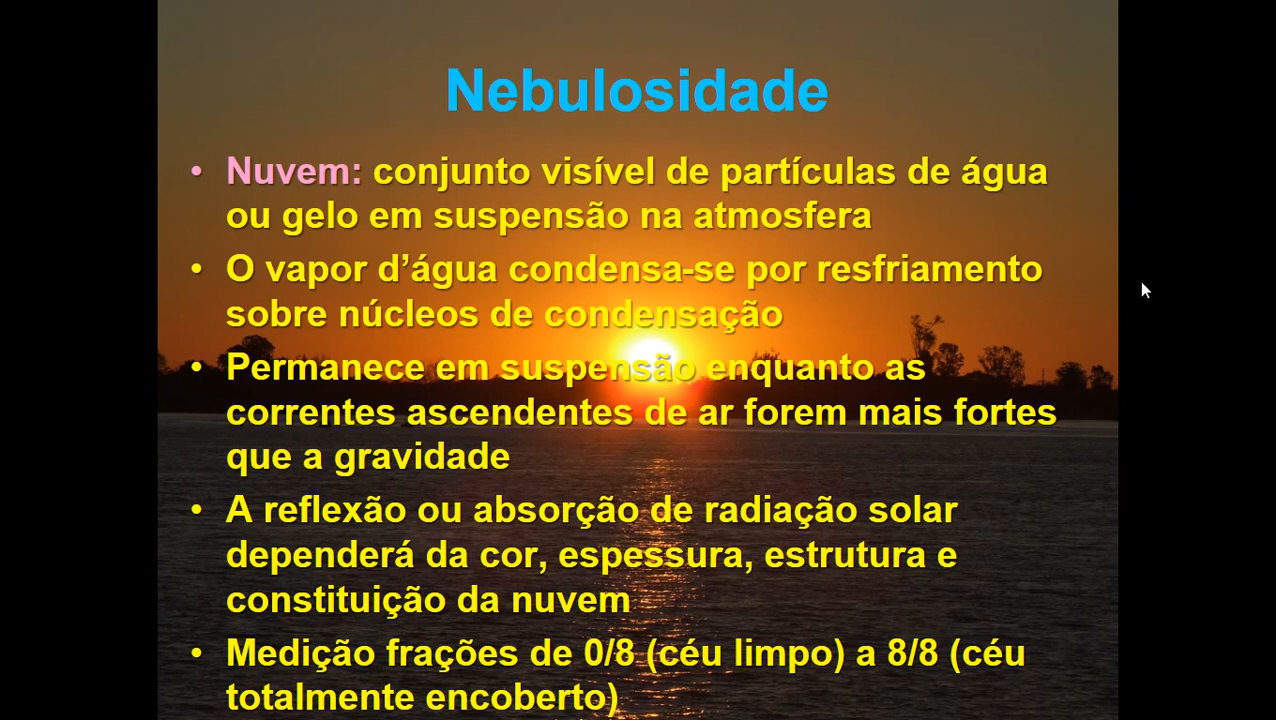 Nebulosidade
• Nuvem: conjunto visível de partículas de água
ou gelo em suspensão na atmosfera
• O vapor d’água condensa-se por resfriamento
sobre núcleos de condensação
• Permanece em suspensão enquanto as
correntes ascendentes de ar forem mais fortes
que a gravidade
• A reflexão ou absorção de radiação solar
dependerá da cor, espessura, estrutura e
constituição da nuvem
• Medição frações de 0/8 (céu limpo) a 8/8 (céu
totalmente encoberto)